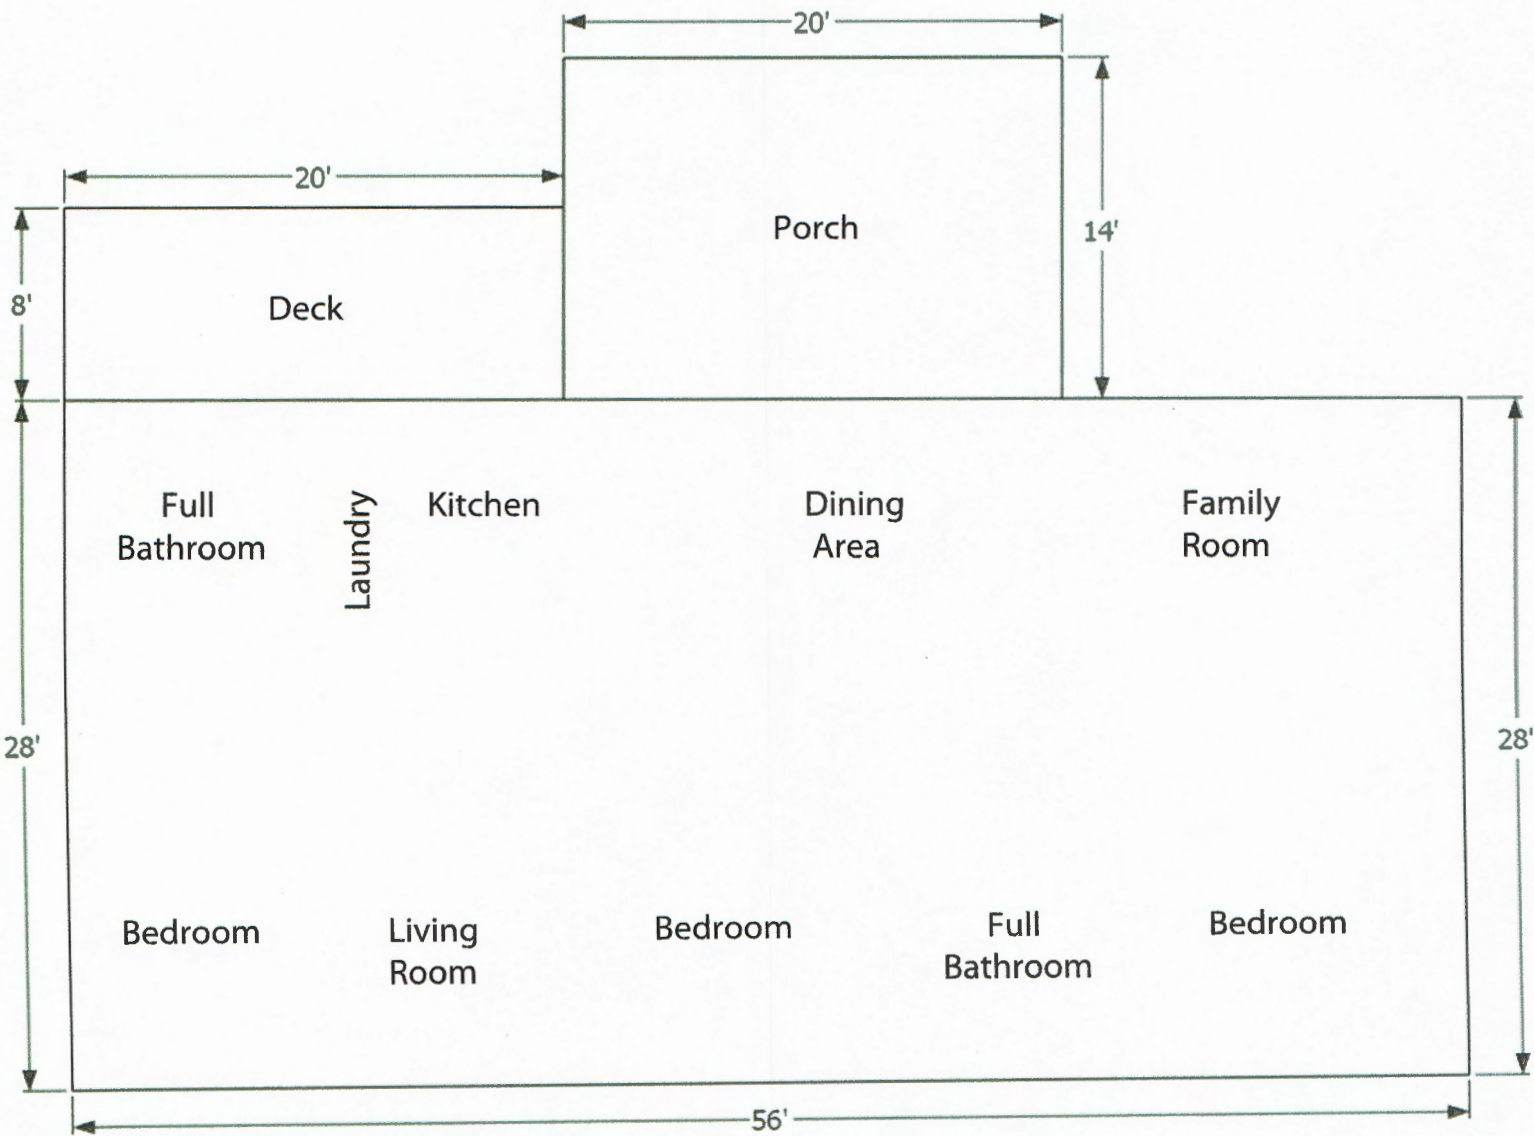 20'
20'
Porch
14'
8'
Deck
Full
Bathroom
Laundry
Kitchen
Dining
Area
Family
Room
28'
28'
Bedroom
Living
Room
Bedroom
Full
Bathroom
Bedroom
56'